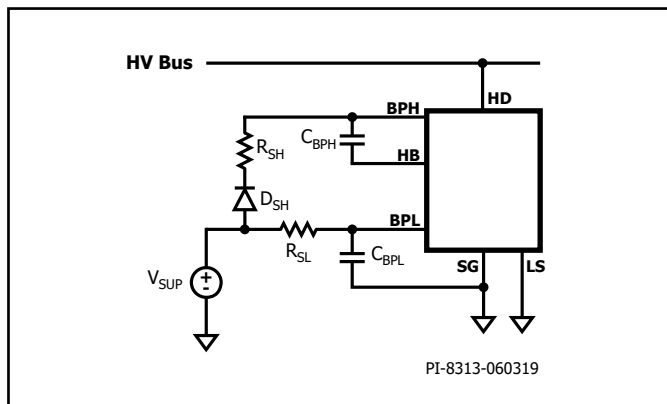 HV Bus
HD
BPH
C_BPH
R_SH
HB
D_SH
BPL
R_SL
C_BPL
SG
LS
V_SUP
+
-
PI-8313-060319